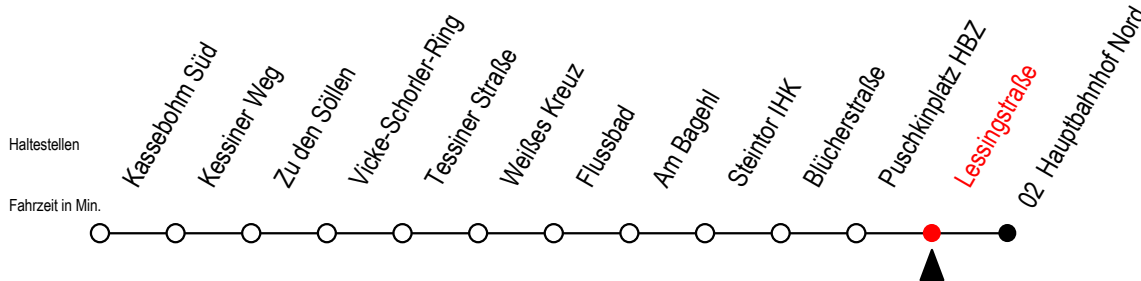 Haltestellen
Kassebohm Süd
Kessiner Weg
Zu den Söllen
Vicke-Schorler-Ring
Tessiner Straße
Weißes Kreuz
Flussbad
Am Bagehl
Steintor IHK
Blücherstraße
Puschkinplatz HBZ
Lessingstraße
02 Hauptbahnhof Nord
Fahrzeit in Min.